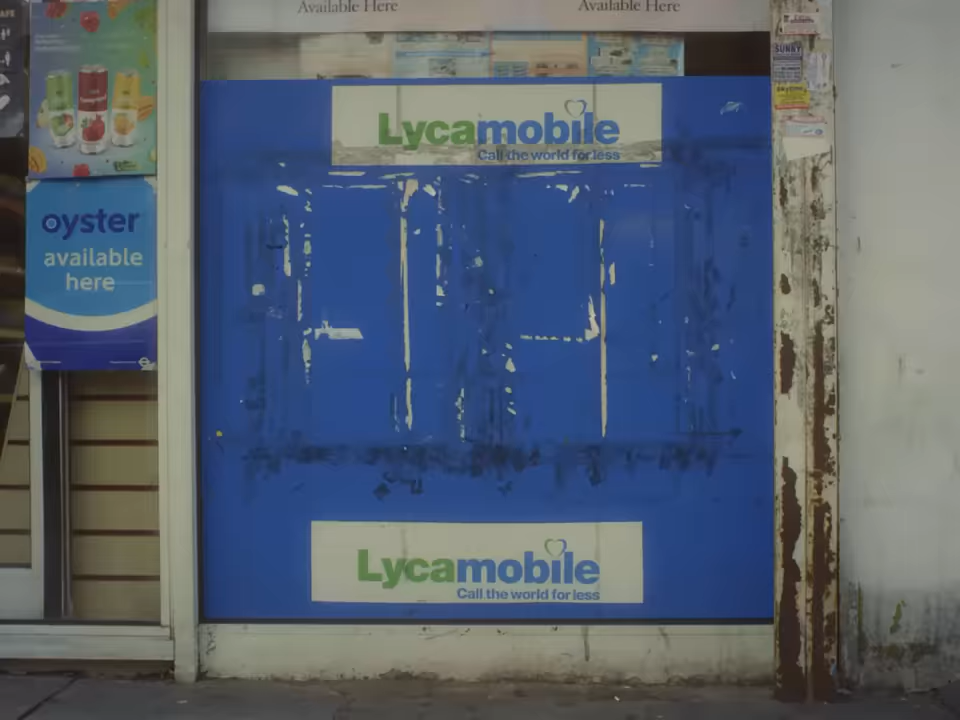 Available Here
Available Here
SUNNY
Lycamobile
Call the world for less
oyster
available
here
Lycamobile
Call the world for less